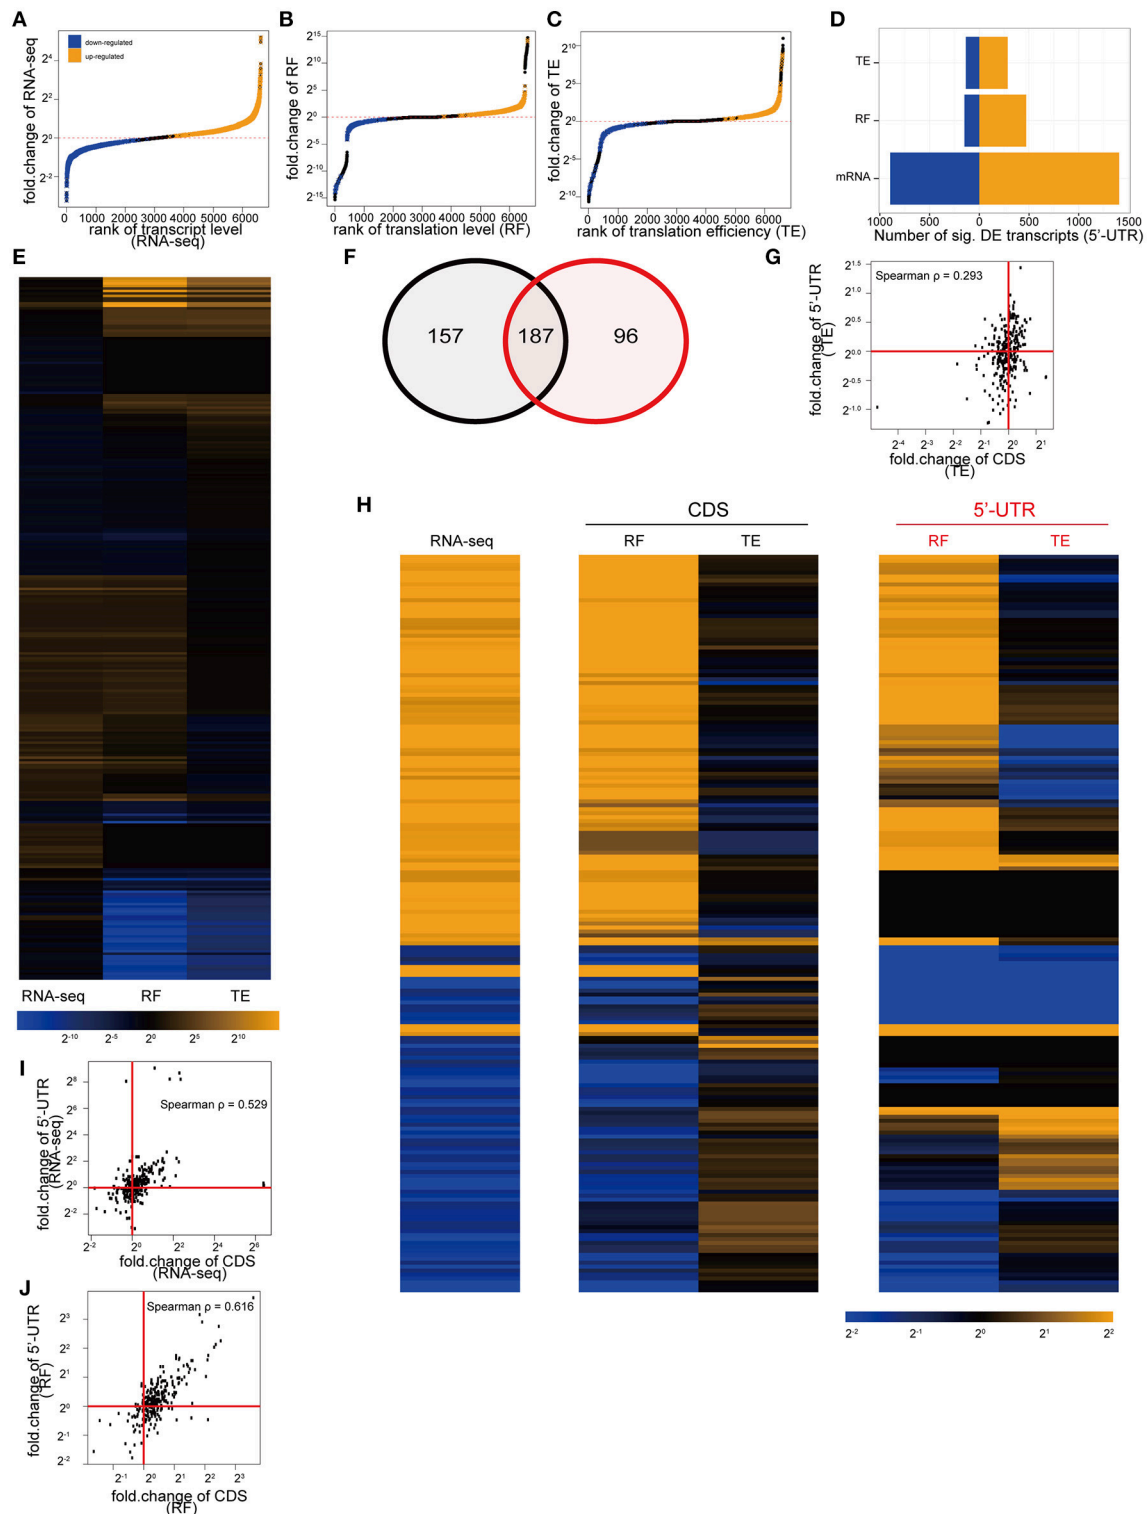 A
fold.change of RNA-seq
down-regulated
up-regulated
2⁴
2²
2⁰
2⁻²
0 1000 2000 3000 4000 5000 6000
rank of transcript level
(RNA-seq)
B
fold.change of RF
2¹⁵
2¹⁰
2⁵
2⁰
2⁻⁵
2⁻¹⁰
2⁻¹⁵
0 1000 2000 3000 4000 5000 6000
rank of translation level (RF)
C
fold.change of TE
2¹⁰
2⁵
2⁰
2⁻⁵
2⁻¹⁰
0 1000 2000 3000 4000 5000 6000
rank of translation efficiency (TE)
D
TE
RF
mRNA
1000 500 0 500 1000 1500
Number of sig. DE transcripts (5'-UTR)
E
RNA-seq RF TE
2⁻¹⁰ 2⁻⁵ 2⁰ 2⁵ 2¹⁰
F
157 187 96
G
fold.change of 5'-UTR
(TE)
Spearman ρ = 0.293
2¹·⁵
2¹·⁰
2⁰·⁵
2⁰·⁰
2⁻⁰·⁵
2⁻¹·⁰
2⁻⁴ 2⁻³ 2⁻² 2⁻¹ 2⁰ 2¹
fold.change of CDS
(TE)
H
CDS 5'-UTR
RNA-seq RF TE RF TE
2⁻² 2⁻¹ 2⁰ 2¹ 2²
I
fold.change of 5'-UTR
(RNA-seq)
Spearman ρ = 0.529
2⁸
2⁶
2⁴
2²
2⁰
2⁻²
2⁻² 2⁰ 2² 2⁴ 2⁶
fold.change of CDS
(RNA-seq)
J
fold.change of 5'-UTR
( RF)
Spearman ρ = 0.616
2³
2²
2¹
2⁰
2⁻¹
2⁻²
2⁻¹ 2⁰ 2¹ 2² 2³
fold.change of CDS
(RF)